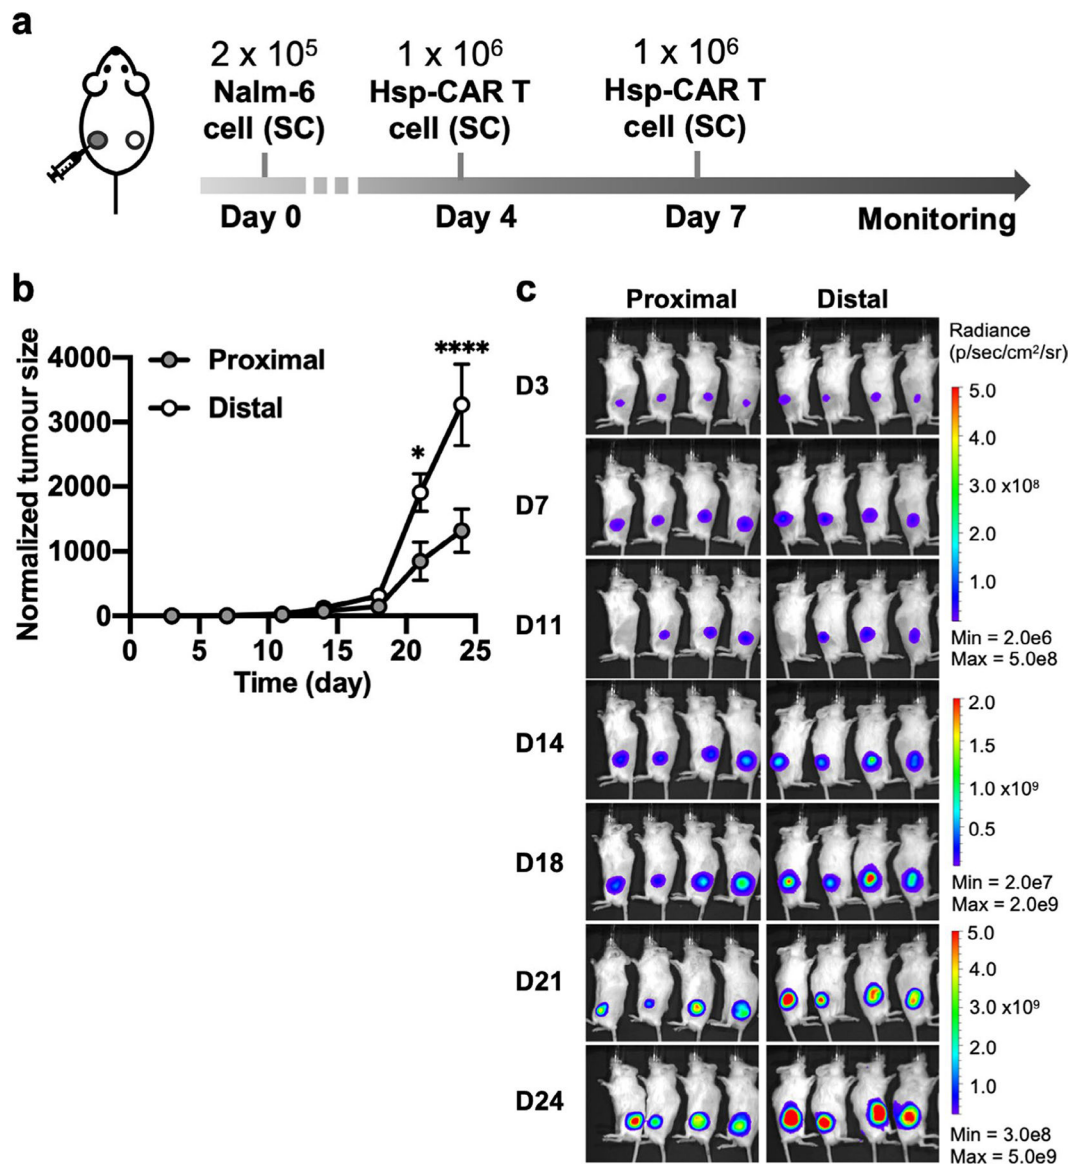 a
2 x 10⁵
Nalm-6
cell (SC)
1 x 10⁶
Hsp-CAR T
cell (SC)
1 x 10⁶
Hsp-CAR T
cell (SC)
Day 0
Day 4
Day 7
Monitoring
b
Normalized tumour size
4000
3000
2000
1000
0
Proximal
Distal
*
****
0 5 10 15 20 25
Time (day)
c
Proximal Distal
D3
D7
D11
D14
D18
D21
D24
Radiance
(p/sec/cm²/sr)
5.0
4.0
3.0 x10⁸
2.0
1.0
Min = 2.0e6
Max = 5.0e8
2.0
1.5
1.0 x10⁹
0.5
Min = 2.0e7
Max = 2.0e9
5.0
4.0
3.0 x10⁹
2.0
1.0
Min = 3.0e8
Max = 5.0e9